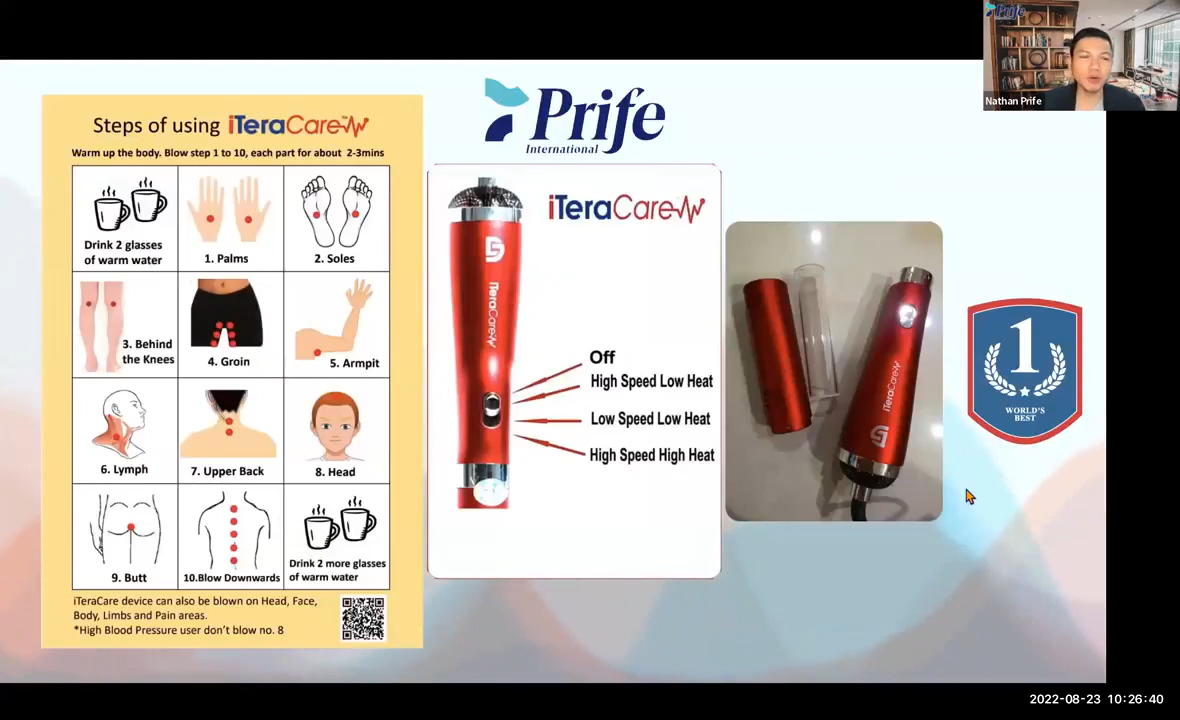 Prife
Nathan Prife
Steps of using iTeraCare™
Warm up the body. Blow step 1 to 10, each part for about 2-3mins
Drink 2 glasses
of warm water
1. Palms
2. Soles
3. Behind
the Knees
4. Groin
5. Armpit
6. Lymph
7. Upper Back
8. Head
9. Butt
10.Blow Downwards
Drink 2 more glasses
of warm water
iTeraCare device can also be blown on Head, Face,
Body, Limbs and Pain areas.
*High Blood Pressure user don't blow no. 8
Prife
International
iTeraCare
iTeraCare
Off
High Speed Low Heat
Low Speed Low Heat
High Speed High Heat
iTeraCare
1
WORLD'S
BEST
2022-08-23 10:26:40